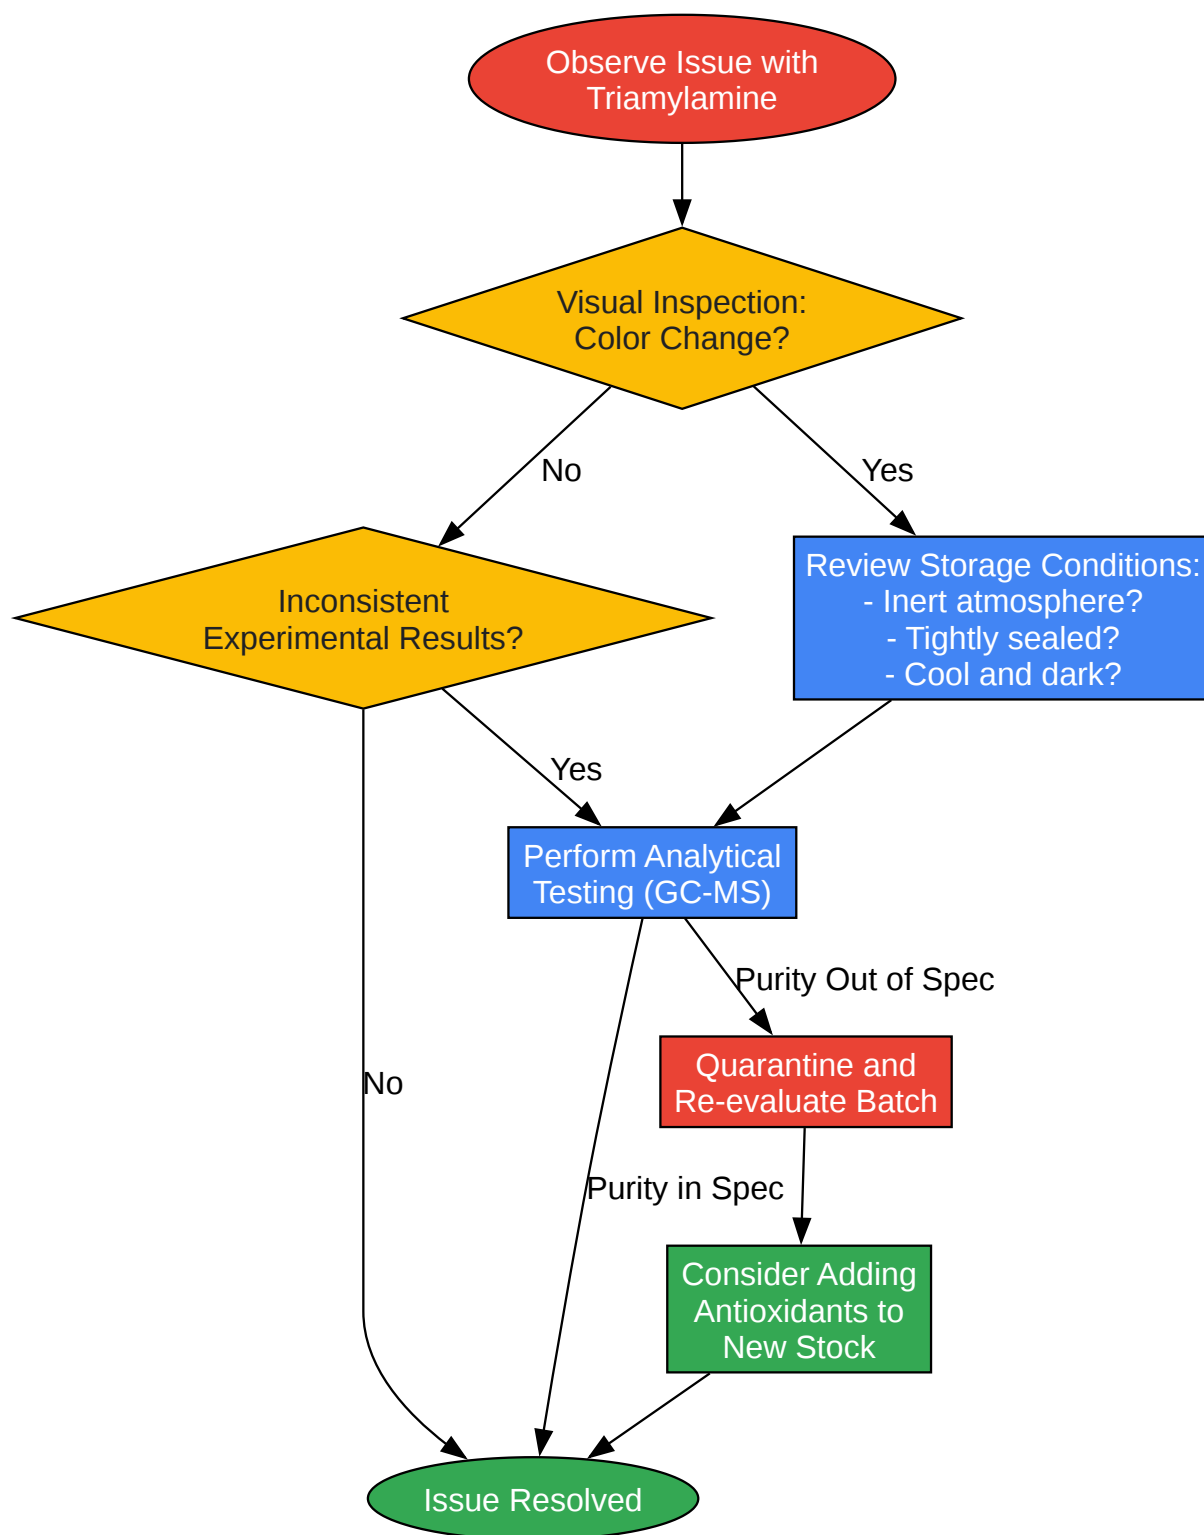 Observe Issue with
Triamylamine
Visual Inspection:
Color Change?
No
Yes
Inconsistent
Experimental Results?
Review Storage Conditions:
- Inert atmosphere?
- Tightly sealed?
- Cool and dark?
Yes
Perform Analytical
Testing (GC-MS)
Purity Out of Spec
Quarantine and
Re-evaluate Batch
No
Purity in Spec
Consider Adding
Antioxidants to
New Stock
Issue Resolved